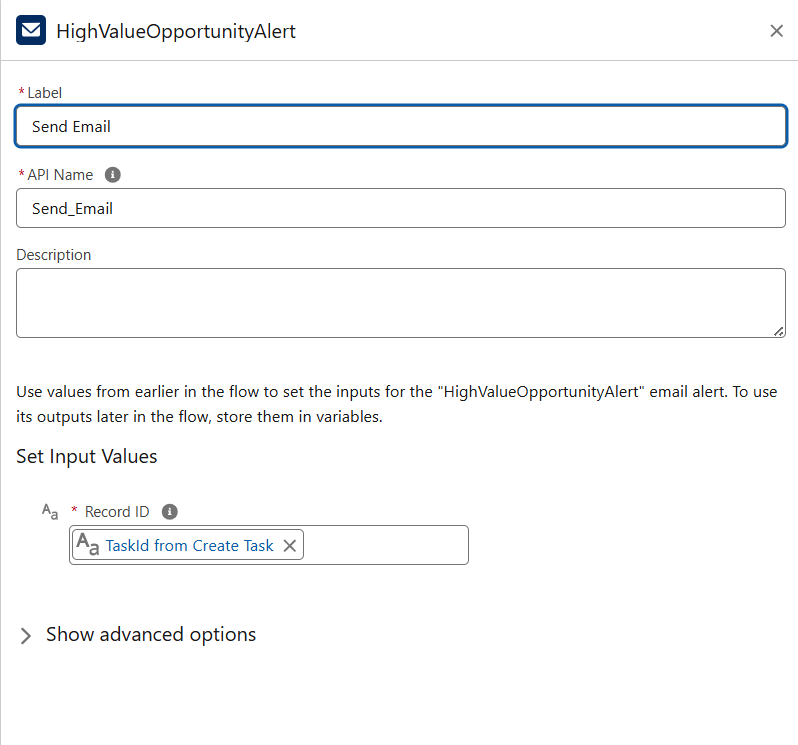 HighValueOpportunityAlert
* Label
Send Email
* API Name
Send_Email
Description
Use values from earlier in the flow to set the inputs for the "HighValueOpportunityAlert" email alert. To use
its outputs later in the flow, store them in variables.
Set Input Values
Aa * Record ID
Aa TaskId from Create Task
Show advanced options